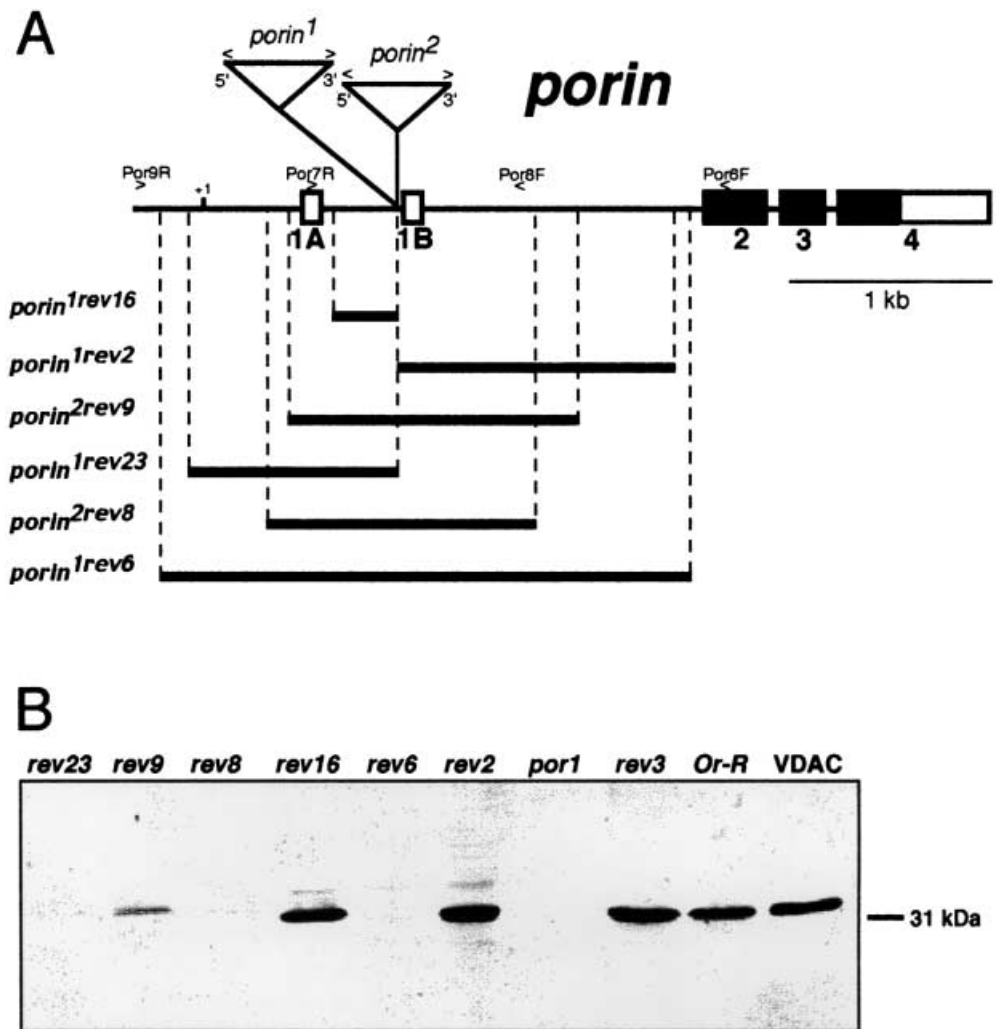 A
porin1 porin2 porin
5' 3' 5' 3'
Por9R +1 Por7R Por8F Por6F
1A 1B 2 3 4
1 kb
porin1rev16
porin1rev2
porin2rev9
porin1rev23
porin2rev8
porin1rev6
B
rev23 rev9 rev8 rev16 rev6 rev2 por1 rev3 Or-R VDAC
31 kDa